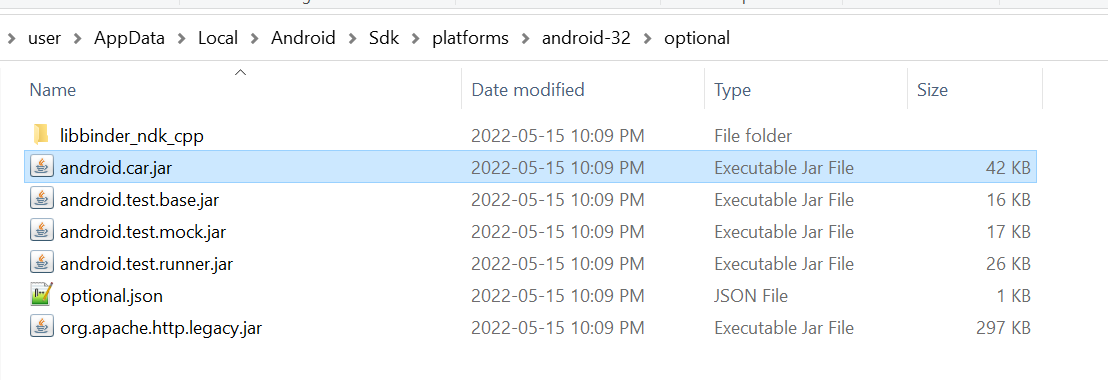 user AppData Local Android Sdk platforms android-32 optional
Name Date modified Type Size
libbinder_ndk_cpp 2022-05-15 10:09 PM File folder
android.car.jar 2022-05-15 10:09 PM Executable Jar File 42 KB
android.test.base.jar 2022-05-15 10:09 PM Executable Jar File 16 KB
android.test.mock.jar 2022-05-15 10:09 PM Executable Jar File 17 KB
android.test.runner.jar 2022-05-15 10:09 PM Executable Jar File 26 KB
optional.json 2022-05-15 10:09 PM JSON File 1 KB
org.apache.http.legacy.jar 2022-05-15 10:09 PM Executable Jar File 297 KB